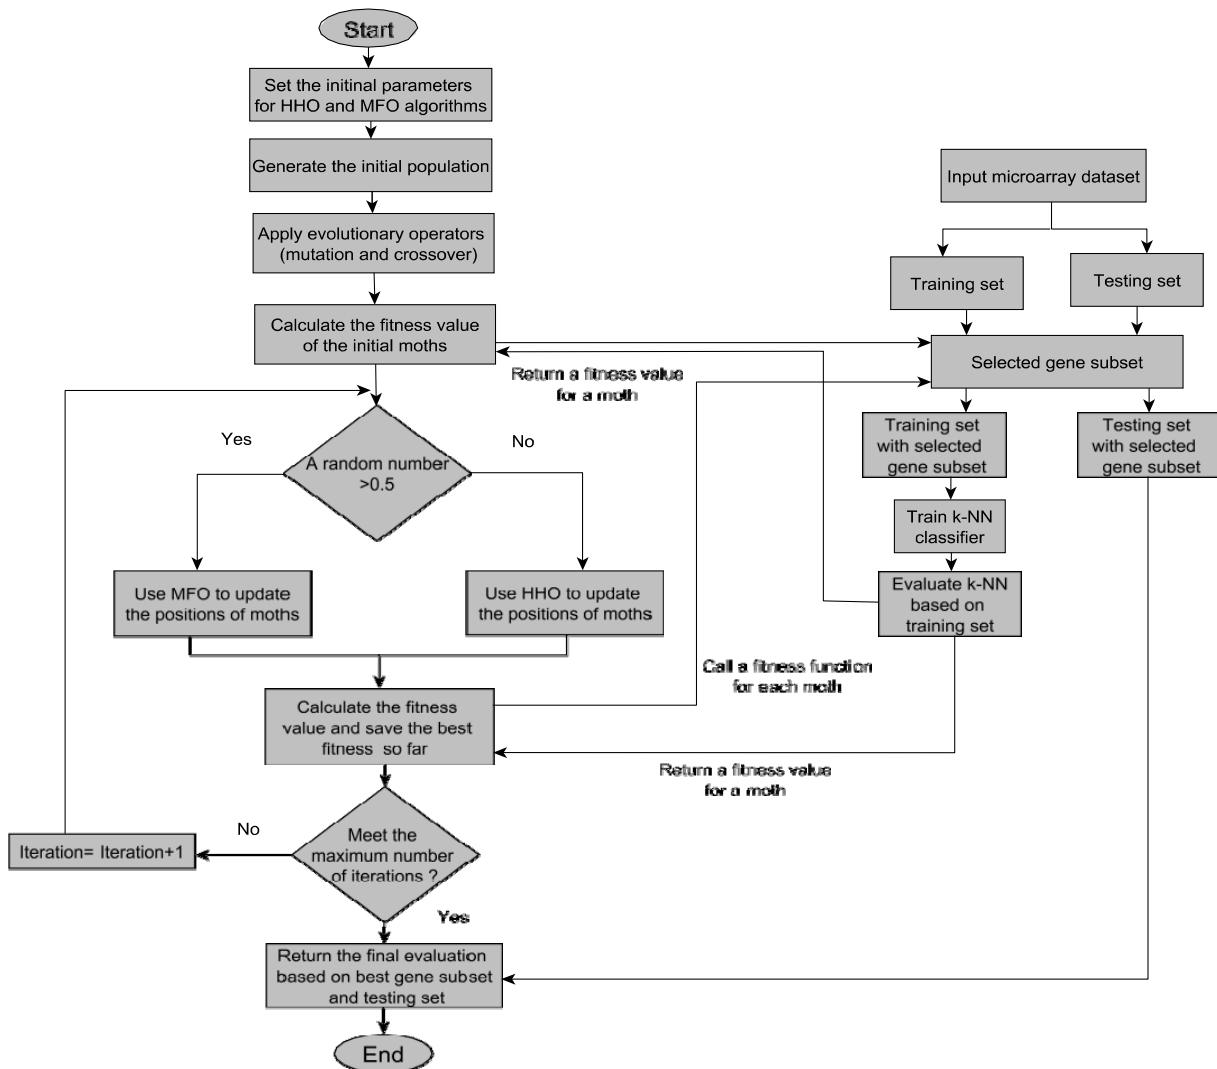 Start
Set the initinal parameters
for HHO and MFO algorithms
Generate the initial population
Apply evolutionary operators
(mutation and crossover)
Calculate the fitness value
of the initial moths
Return a fitness value
for a moth
Yes
No
A random number
>0.5
Use MFO to update
the positions of moths
Use HHO to update
the positions of moths
Calculate the fitness
value and save the best
fitness so far
Call a fitness function
for each moth
Return a fitness value
for a moth
No
Iteration= Iteration+1
Meet the
maximum number
of iterations ?
Yes
Return the final evaluation
based on best gene subset
and testing set
End
Input microarray dataset
Training set
Testing set
Selected gene subset
Training set
with selected
gene subset
Testing set
with selected
gene subset
Train k-NN
classifier
Evaluate k-NN
based on
training set